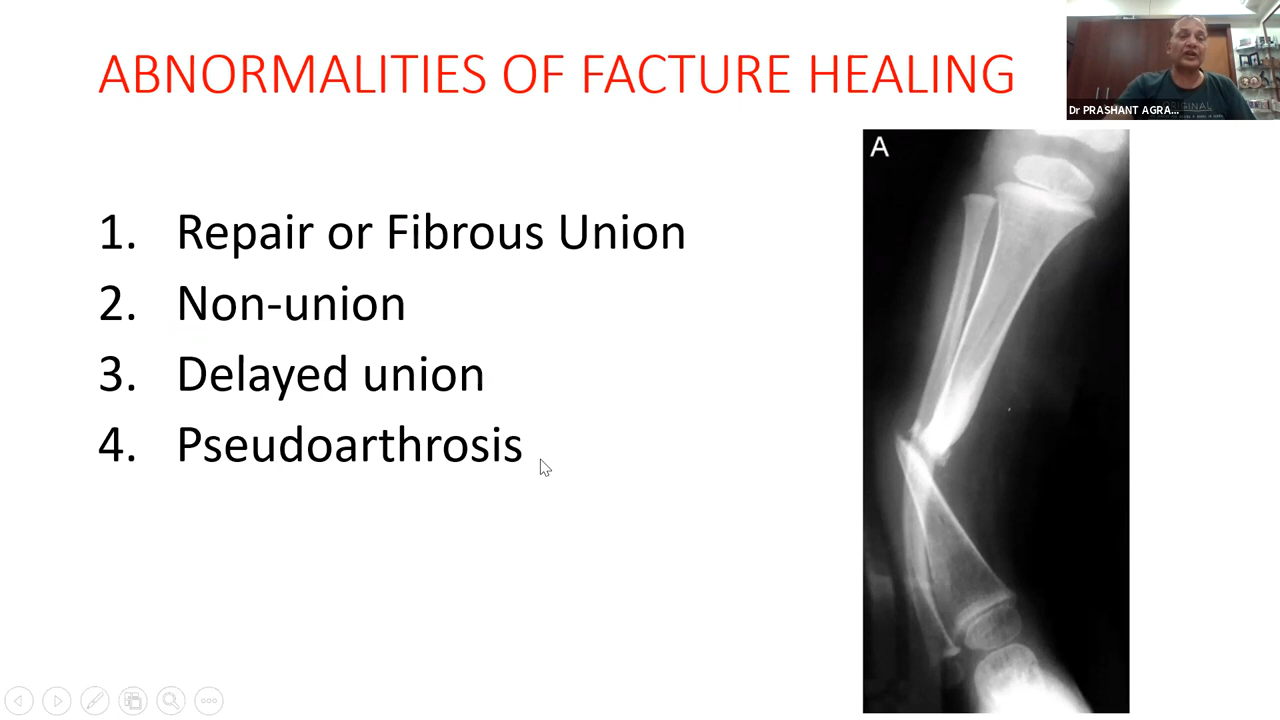 ABNORMALITIES OF FACTURE HEALING
Dr PRASHANT AGRA...
ORIGINAL
A
1. Repair or Fibrous Union
2. Non-union
3. Delayed union
4. Pseudoarthrosis